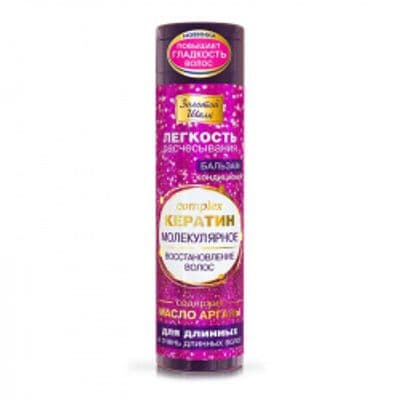 НОВИНКА
ПОВЫШАЕТ
ГЛАДКОСТЬ
ВОЛОС
Золотой
Шелк
ЛЕГКОСТЬ
расчесывания
БАЛЬЗАМ
КОНДИЦИОНЕР
complex
КЕРАТИН
МОЛЕКУЛЯРНОЕ
ВОССТАНОВЛЕНИЕ
ВОЛОС
СОДЕРЖИТ
МАСЛО АРГАНЫ
ДЛЯ ДЛИННЫХ
и очень длинных волос